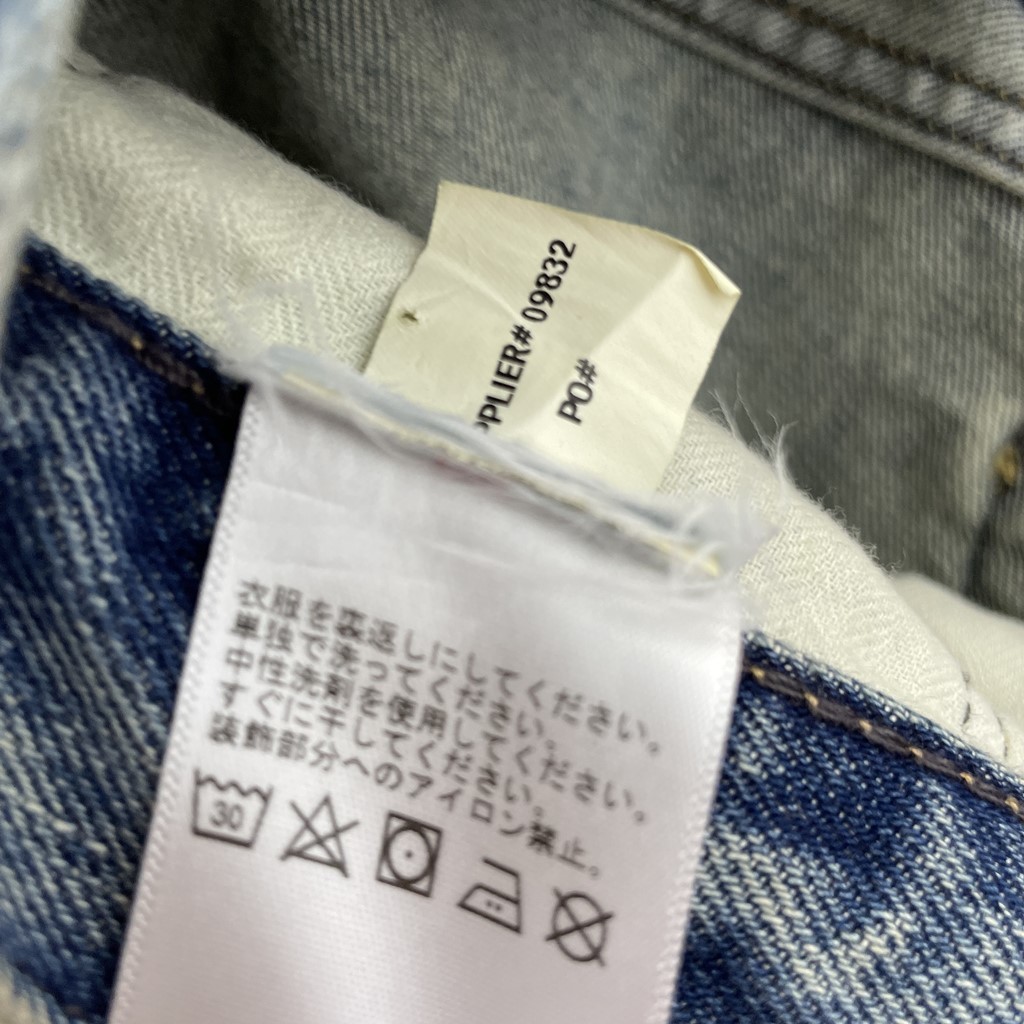 PPLIER# 09832
PO#
衣服を裏返しにしてください。
単独で洗ってください。
中性洗剤を使用してください。
すぐに干してください。
装飾部分へのアイロン禁止。
30